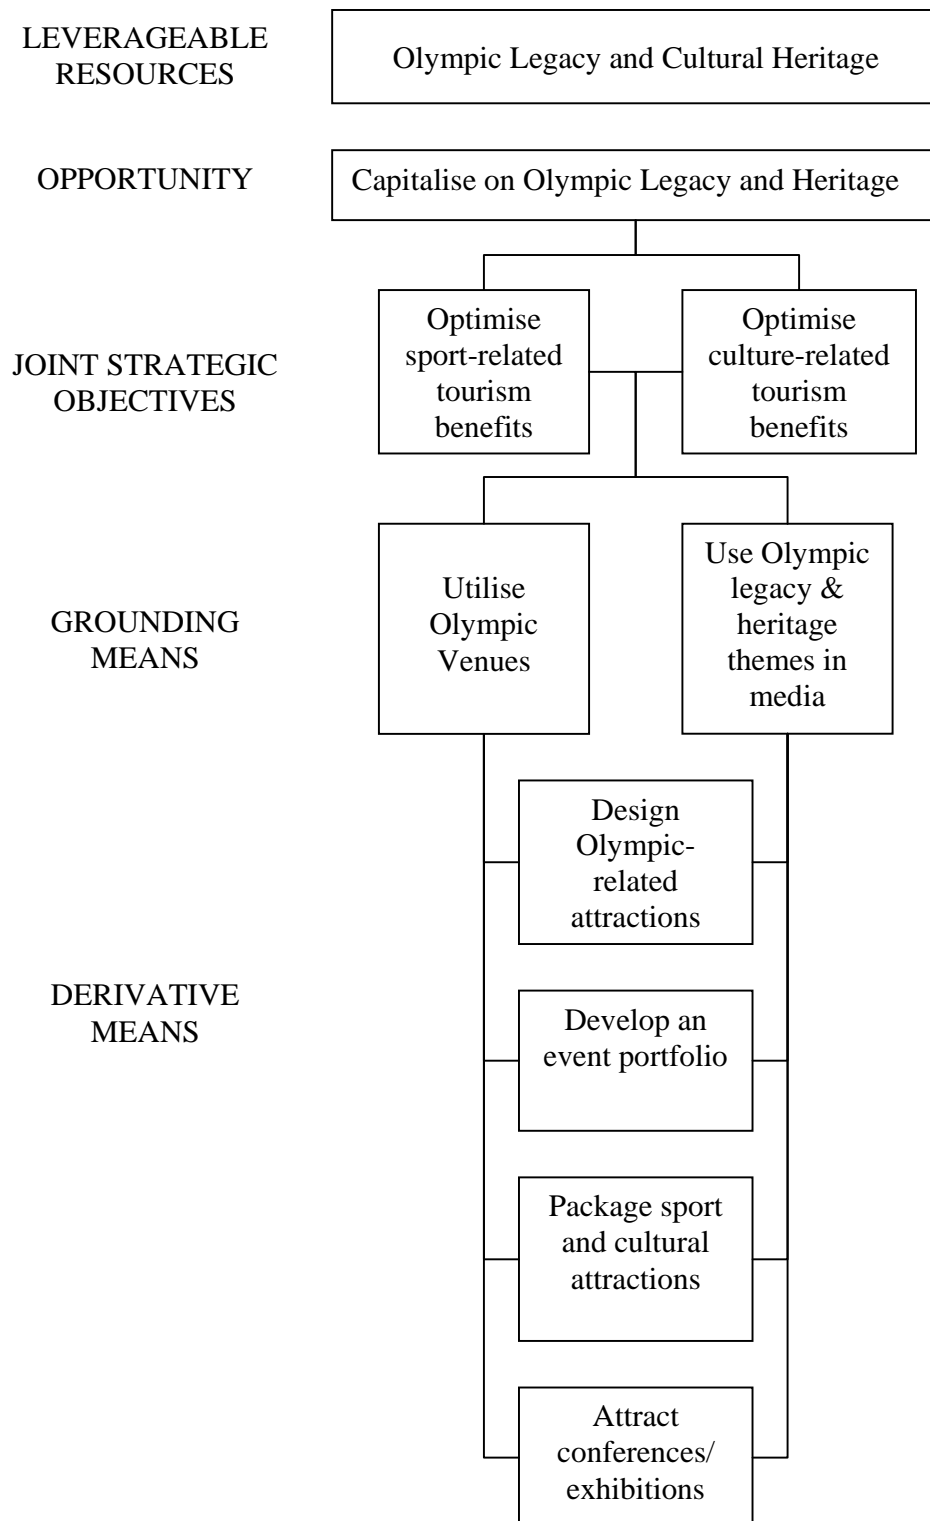 LEVERAGEABLE
RESOURCES
Olympic Legacy and Cultural Heritage
OPPORTUNITY
Capitalise on Olympic Legacy and Heritage
JOINT STRATEGIC
OBJECTIVES
Optimise
sport-related
tourism
benefits
Optimise
culture-related
tourism
benefits
GROUNDING
MEANS
Utilise
Olympic
Venues
Use Olympic
legacy &
heritage
themes in
media
DERIVATIVE
MEANS
Design
Olympic-
related
attractions
Develop an
event portfolio
Package sport
and cultural
attractions
Attract
conferences/
exhibitions